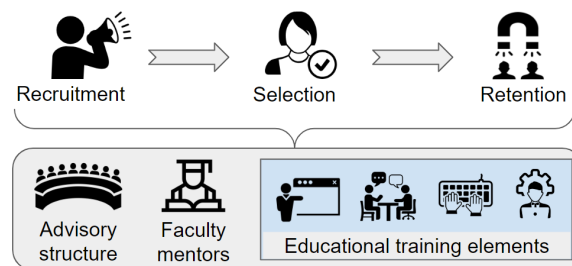 Recruitment
Selection
Retention
Advisory
structure
Faculty
mentors
Educational training elements